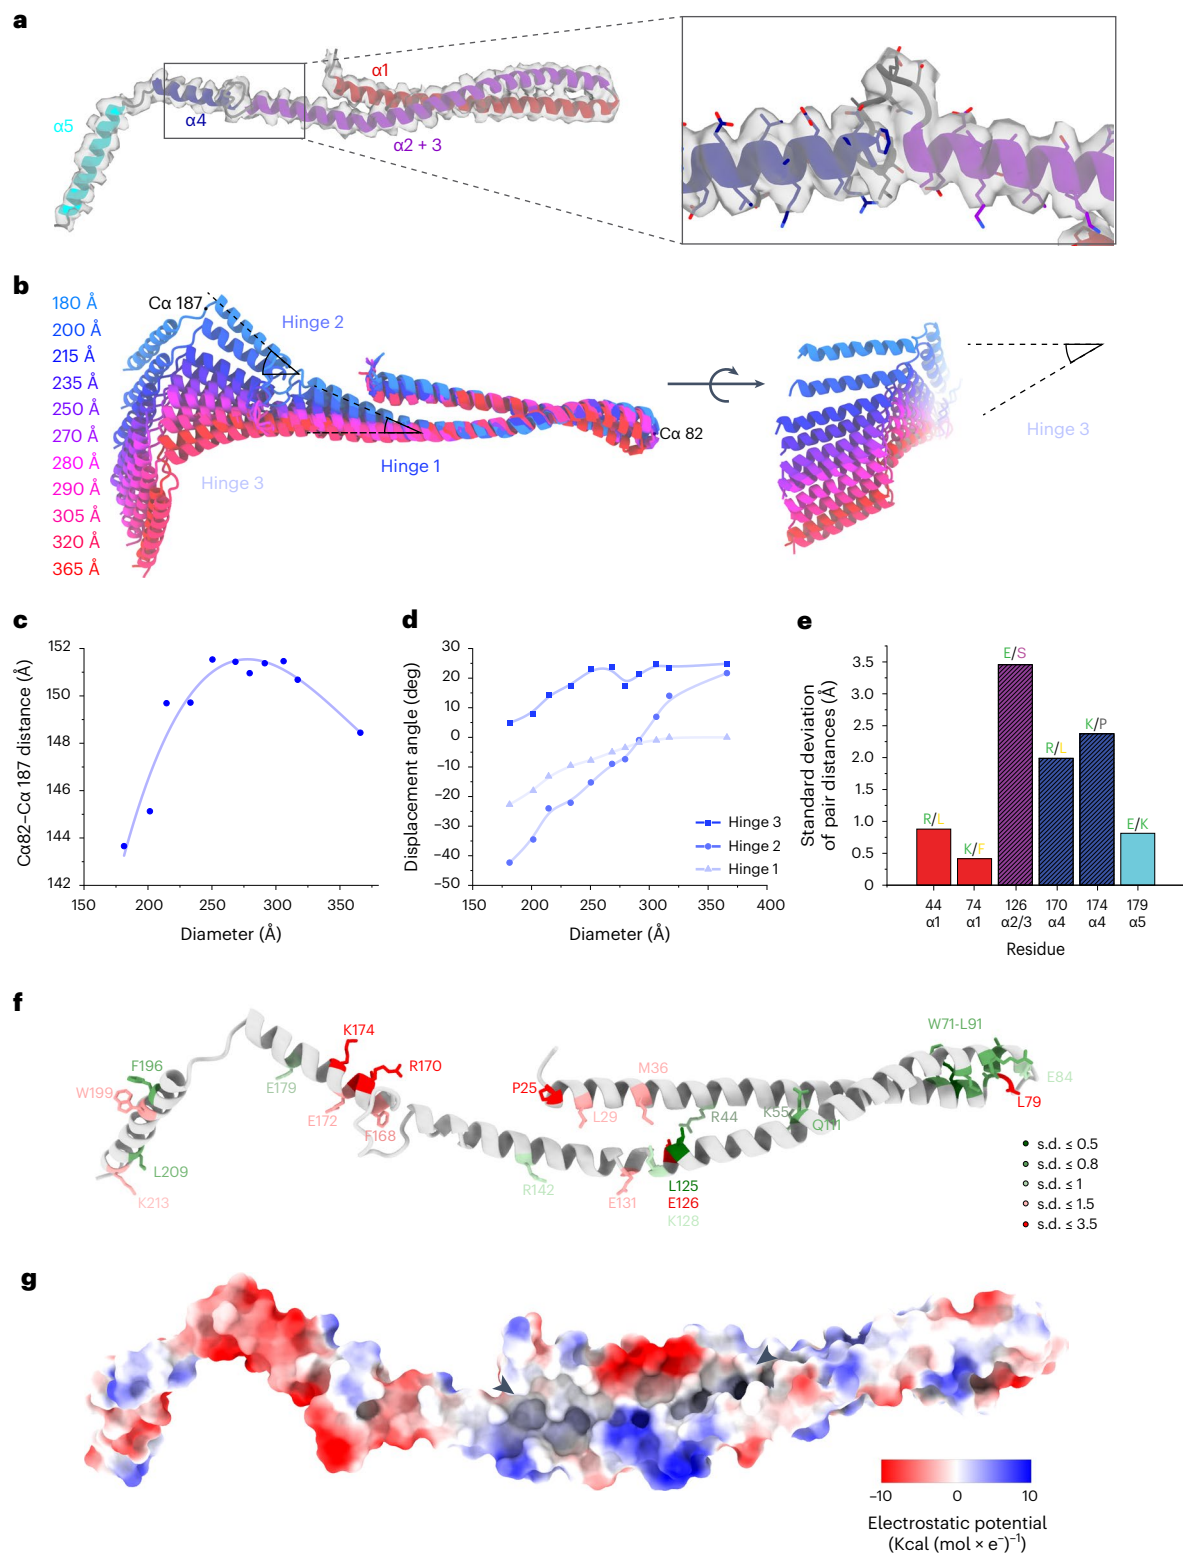 a
α1
α5
α4
α2 + 3
b
180 Å
200 Å
215 Å
235 Å
250 Å
270 Å
280 Å
290 Å
305 Å
320 Å
365 Å
Cα 187
Hinge 2
Cα 82
Hinge 1
Hinge 3
Hinge 3
c
Cα82–Cα 187 distance (Å)
152
150
148
146
144
142
150
200
250
300
350
Diameter (Å)
d
Displacement angle (deg)
30
20
10
0
–10
–20
–30
–40
–50
Hinge 3
Hinge 2
Hinge 1
100
150
200
250
300
350
400
Diameter (Å)
e
Standard deviation
of pair distances (Å)
3.5
3.0
2.5
2.0
1.5
1.0
0.5
0
R/L
K/F
E/S
R/L
K/P
E/K
44 74 126 170 174 179
α1 α1 α2/3 α4 α4 α5
Residue
f
K174
R170
F196
W199
E179
E172
F168
L209
K213
P25
M36
L29
R44
K55
Q111
W71-L91
E84
L79
R142
E131
L125
E126
K128
s.d. ≤ 0.5
s.d. ≤ 0.8
s.d. ≤ 1
s.d. ≤ 1.5
s.d. ≤ 3.5
g
–10
0
10
Electrostatic potential
(Kcal (mol × e⁻)⁻¹)